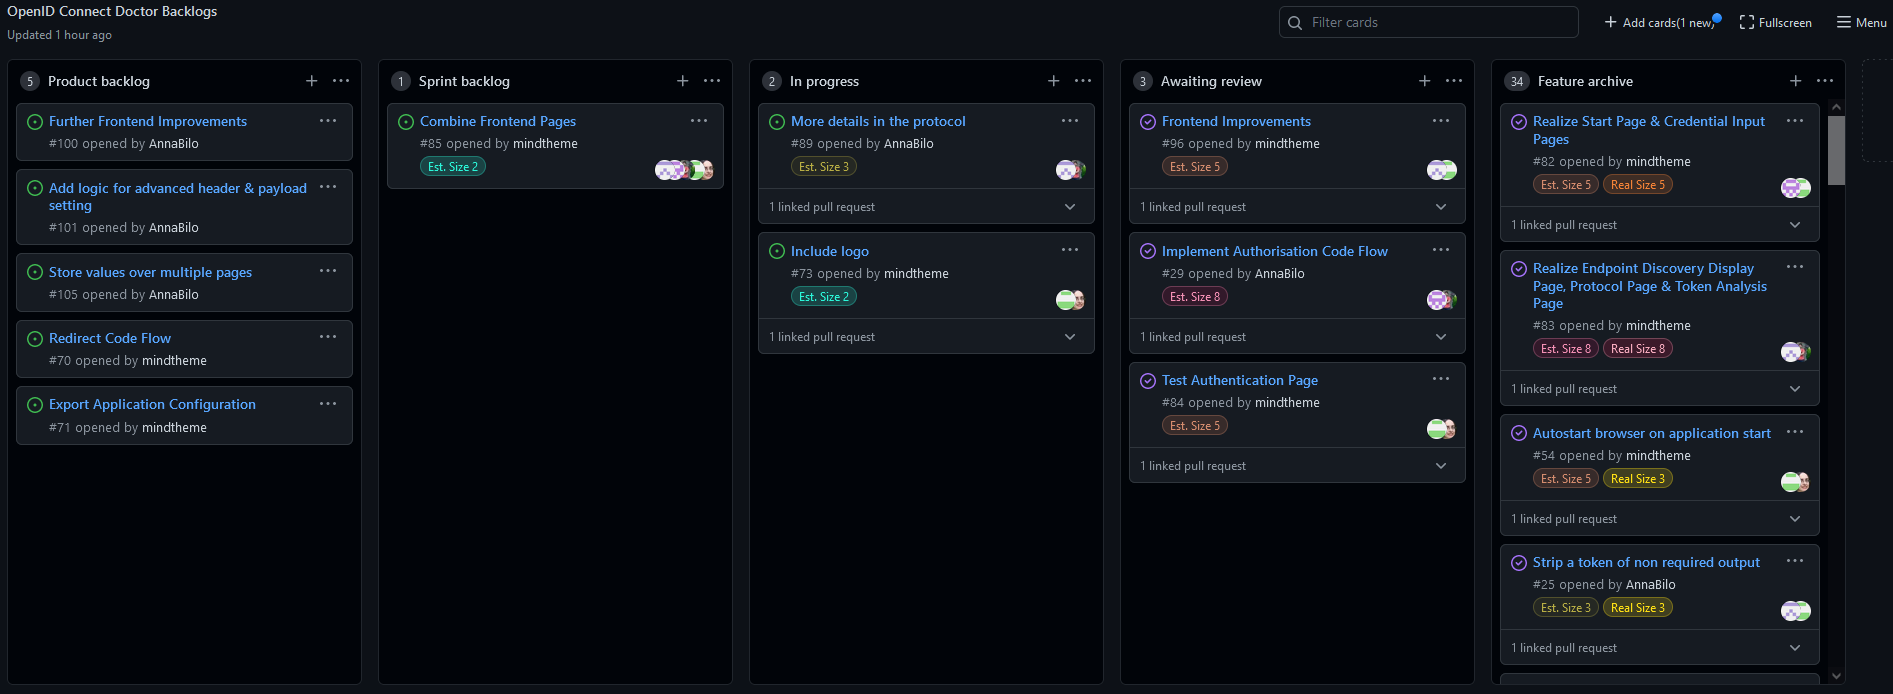 OpenID Connect Doctor Backlogs
Updated 1 hour ago
Filter cards
Add cards(1 new)
Fullscreen
Menu
5 Product backlog
Further Frontend Improvements
#100 opened by AnnaBilo
Add logic for advanced header & payload
setting
#101 opened by AnnaBilo
Store values over multiple pages
#105 opened by AnnaBilo
Redirect Code Flow
#70 opened by mindtheme
Export Application Configuration
#71 opened by mindtheme
1 Sprint backlog
Combine Frontend Pages
#85 opened by mindtheme
Est. Size 2
2 In progress
More details in the protocol
#89 opened by AnnaBilo
Est. Size 3
1 linked pull request
Include logo
#73 opened by mindtheme
Est. Size 2
1 linked pull request
3 Awaiting review
Frontend Improvements
#96 opened by mindtheme
Est. Size 5
1 linked pull request
Implement Authorisation Code Flow
#29 opened by AnnaBilo
Est. Size 8
1 linked pull request
Test Authentication Page
#84 opened by mindtheme
Est. Size 5
1 linked pull request
34 Feature archive
Realize Start Page & Credential Input
Pages
#82 opened by mindtheme
Est. Size 5 Real Size 5
1 linked pull request
Realize Endpoint Discovery Display
Page, Protocol Page & Token Analysis
Page
#83 opened by mindtheme
Est. Size 8 Real Size 8
1 linked pull request
Autostart browser on application start
#54 opened by mindtheme
Est. Size 5 Real Size 3
1 linked pull request
Strip a token of non required output
#25 opened by AnnaBilo
Est. Size 3 Real Size 3
1 linked pull request